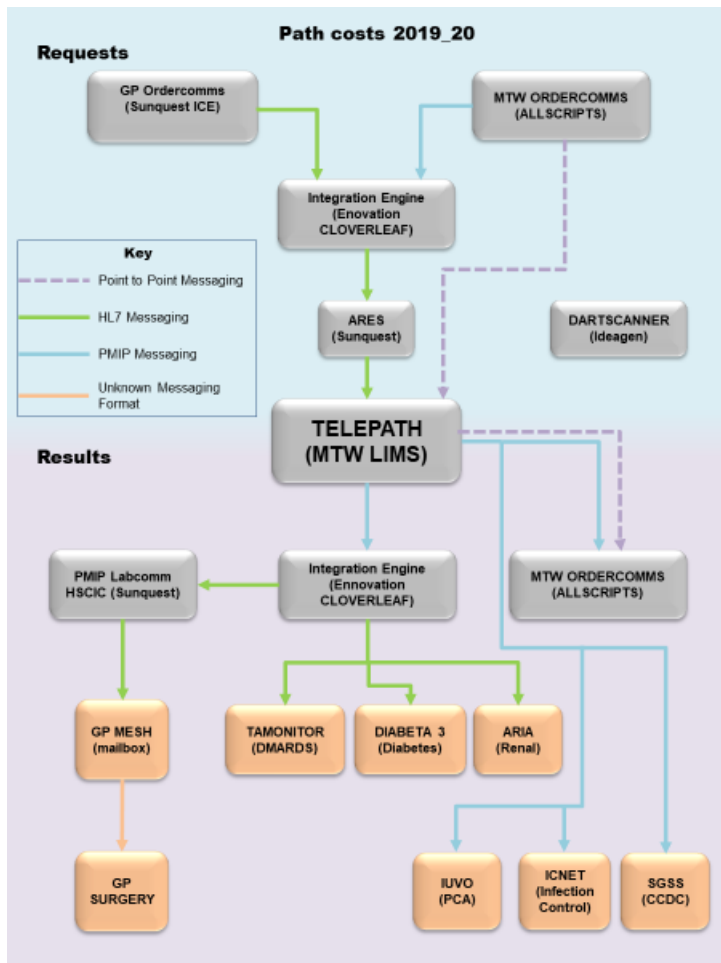 Path costs 2019_20
Requests
GP Ordercomms
(Sunquest ICE)
MTW ORDERCOMMS
(ALLSCRIPTS)
Integration Engine
(Enovation
CLOVERLEAF)
Key
Point to Point Messaging
HL7 Messaging
PMIP Messaging
Unknown Messaging
Format
ARES
(Sunquest)
DARTSCANNER
(Ideagen)
TELEPATH
(MTW LIMS)
Results
PMIP Labcomm
HSCIC (Sunquest)
Integration Engine
(Ennovation
CLOVERLEAF)
MTW ORDERCOMMS
(ALLSCRIPTS)
GP MESH
(mailbox)
TAMONITOR
(DMARDS)
DIABETA 3
(Diabetes)
ARIA
(Renal)
GP
SURGERY
IUVO
(PCA)
ICNET
(Infection
Control)
SGSS
(CCDC)